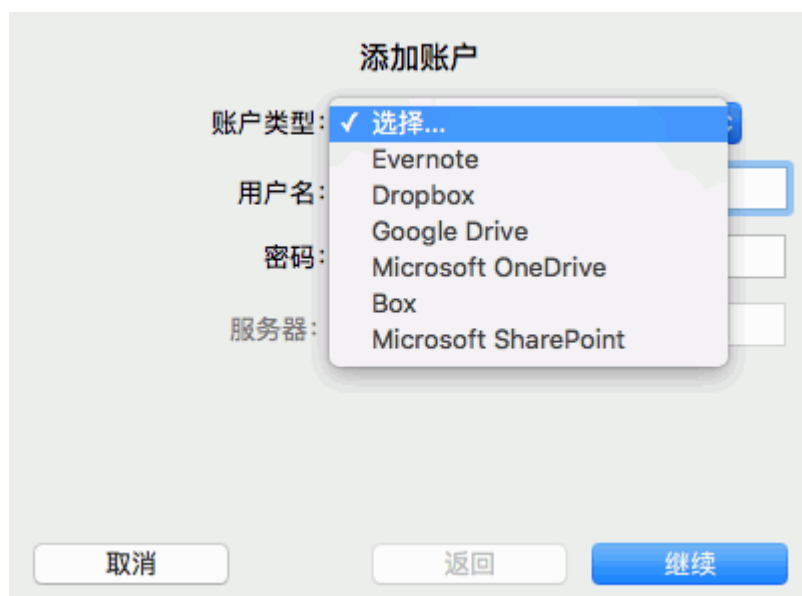 添加账户
账户类型: ✓ 选择...
Evernote
用户名:
Dropbox
Google Drive
密码:
Microsoft OneDrive
Box
服务器:
Microsoft SharePoint
取消 返回 继续